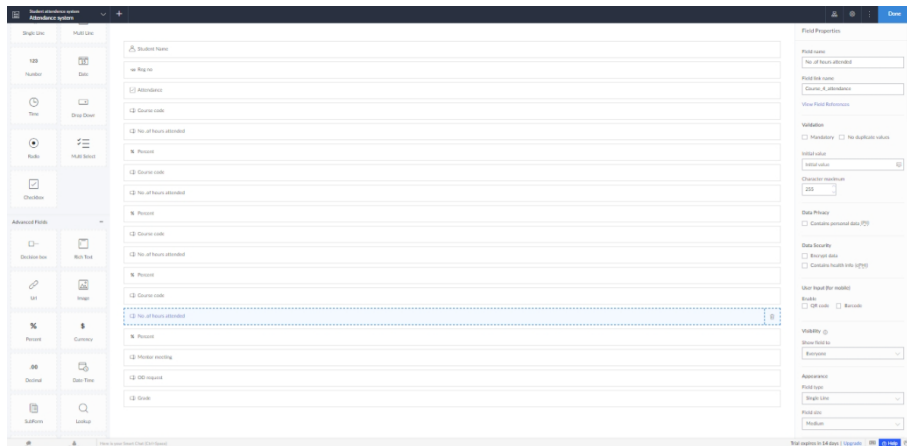 Student attendance system
Attendance system
Done
Single Line
Multi Line
Number
Date
Time
Drop Down
Radio
Multi Select
Checkbox
Advanced Fields
Decision box
Rich Text
Url
Image
Percent
Currency
Decimal
Date-Time
SubForm
Lookup
Student Name
Reg no
Attendance
Course code
No. of hours attended
Percent
Course code
No. of hours attended
Percent
Course code
No. of hours attended
Percent
Course code
No. of hours attended
Percent
Mentor meeting
OD request
Grade
Field Properties
Field name
No. of hours attended
Field link name
Course_4_attendance
View Field References
Validation
Mandatory
No duplicate values
Initial value
Initial value
Character maximum
255
Data Privacy
Contains personal data (PII)
Data Security
Encrypt data
Contains health info (ePHI)
User Input (for mobile)
Enable
QR code
Barcode
Visibility
Show field to
Everyone
Appearance
Field type
Single Line
Field size
Medium
Trial expires in 14 days | Upgrade
Help